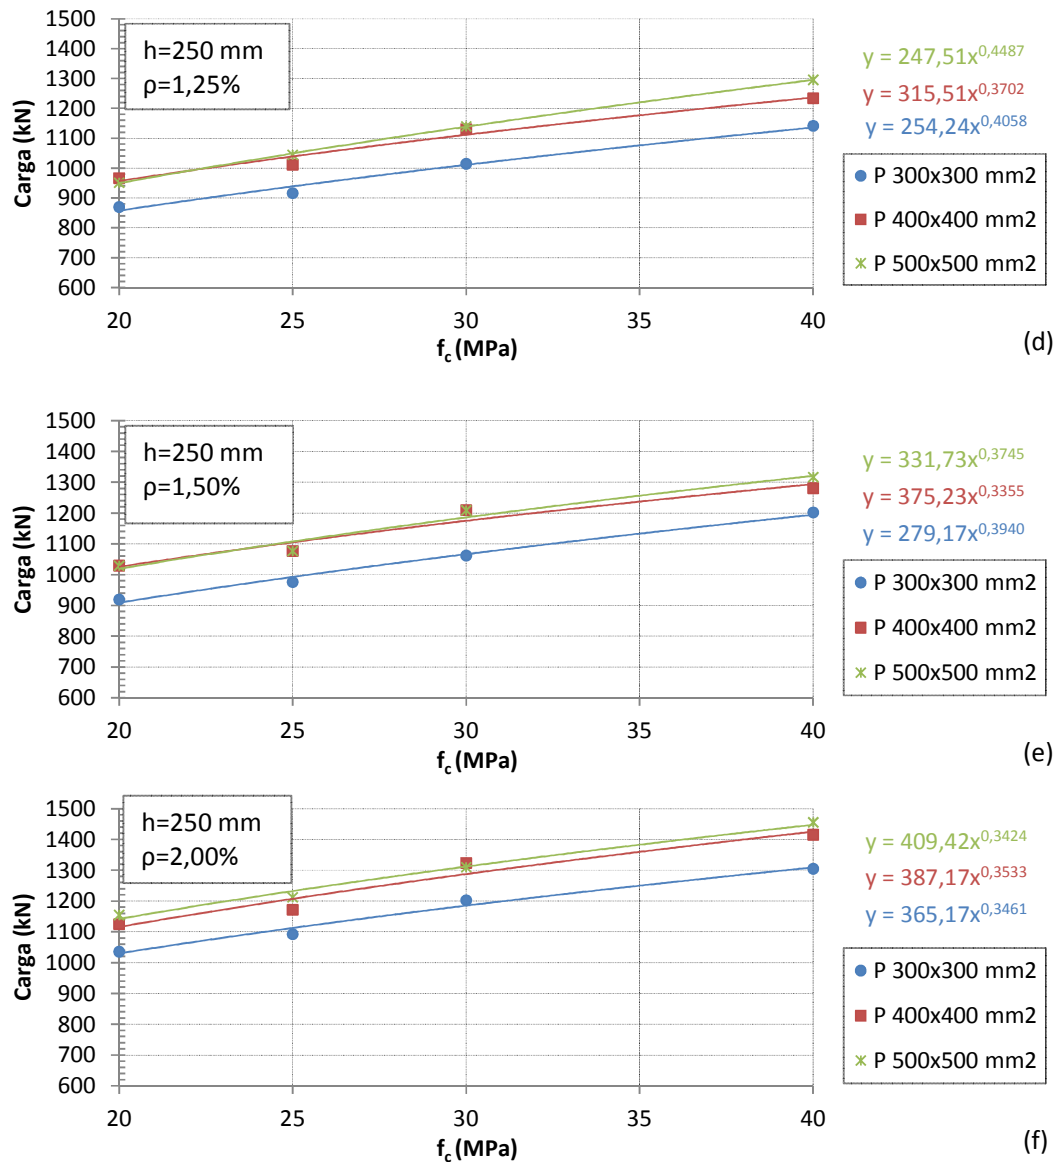 1500
1400
1300
1200
1100
1000
900
800
700
600
Carga (kN)
h=250 mm
ρ=1,25%
20
25
30
35
40
f_c (MPa)
y = 247,51x^0,4487
y = 315,51x^0,3702
y = 254,24x^0,4058
P 300x300 mm2
P 400x400 mm2
P 500x500 mm2
(d)
1500
1400
1300
1200
1100
1000
900
800
700
600
Carga (kN)
h=250 mm
ρ=1,50%
20
25
30
35
40
f_c (MPa)
y = 331,73x^0,3745
y = 375,23x^0,3355
y = 279,17x^0,3940
P 300x300 mm2
P 400x400 mm2
P 500x500 mm2
(e)
1500
1400
1300
1200
1100
1000
900
800
700
600
Carga (kN)
h=250 mm
ρ=2,00%
20
25
30
35
40
f_c (MPa)
y = 409,42x^0,3424
y = 387,17x^0,3533
y = 365,17x^0,3461
P 300x300 mm2
P 400x400 mm2
P 500x500 mm2
(f)